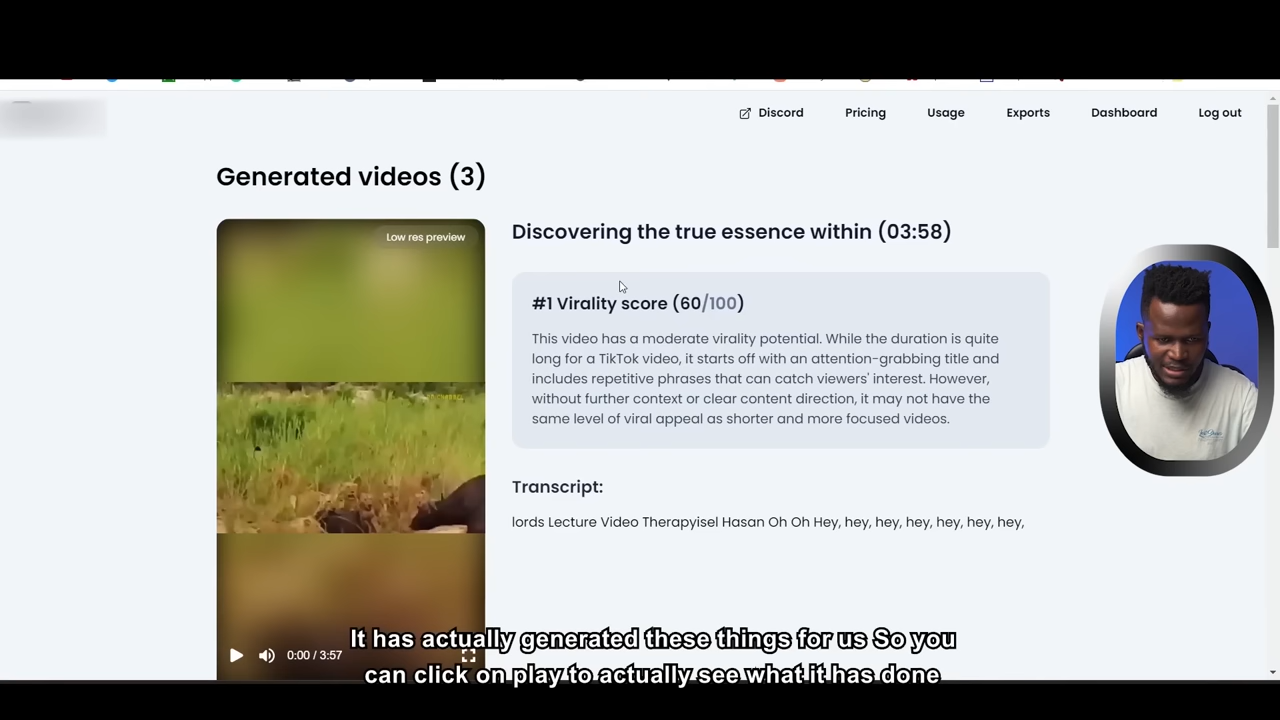 Discord
Pricing
Usage
Exports
Dashboard
Log out
Generated videos (3)
Low res preview
Discovering the true essence within (03:58)
#1 Virality score (60/100)
This video has a moderate virality potential. While the duration is quite
long for a TikTok video, it starts off with an attention-grabbing title and
includes repetitive phrases that can catch viewers' interest. However,
without further context or clear content direction, it may not have the
same level of viral appeal as shorter and more focused videos.
Transcript:
lords Lecture Video Therapyisel Hasan Oh Oh Hey, hey, hey, hey, hey, hey, hey,
0:00 / 3:57
It has actually generated these things for us So you
can click on play to actually see what it has done